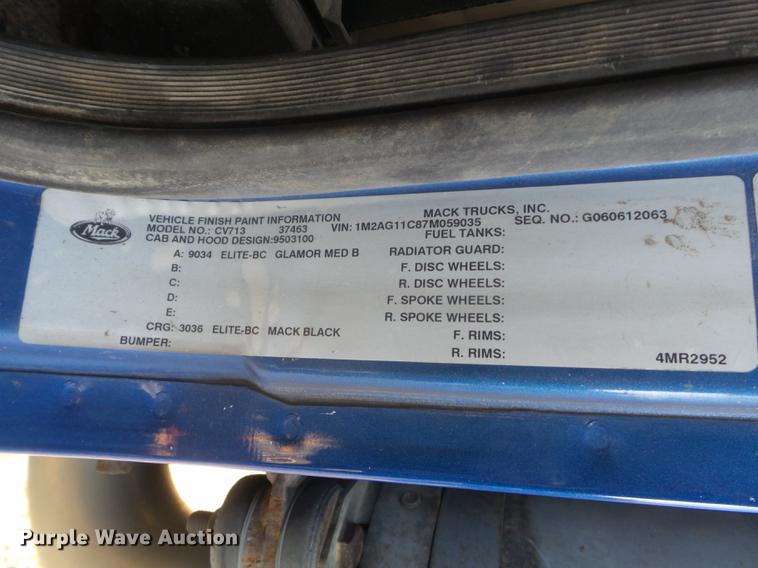 Mack
VEHICLE FINISH PAINT INFORMATION MACK TRUCKS, INC.
MODEL NO.: CV713 37463 VIN: 1M2AG11C87M059035 SEQ. NO.: G060612063
CAB AND HOOD DESIGN:9503100 FUEL TANKS:
A: 9034 ELITE-BC GLAMOR MED B RADIATOR GUARD:
B: F. DISC WHEELS:
C: R. DISC WHEELS:
D: F. SPOKE WHEELS:
E: R. SPOKE WHEELS:
CRG: 3036 ELITE-BC MACK BLACK F. RIMS:
BUMPER: R. RIMS: 4MR2952
Purple Wave Auction